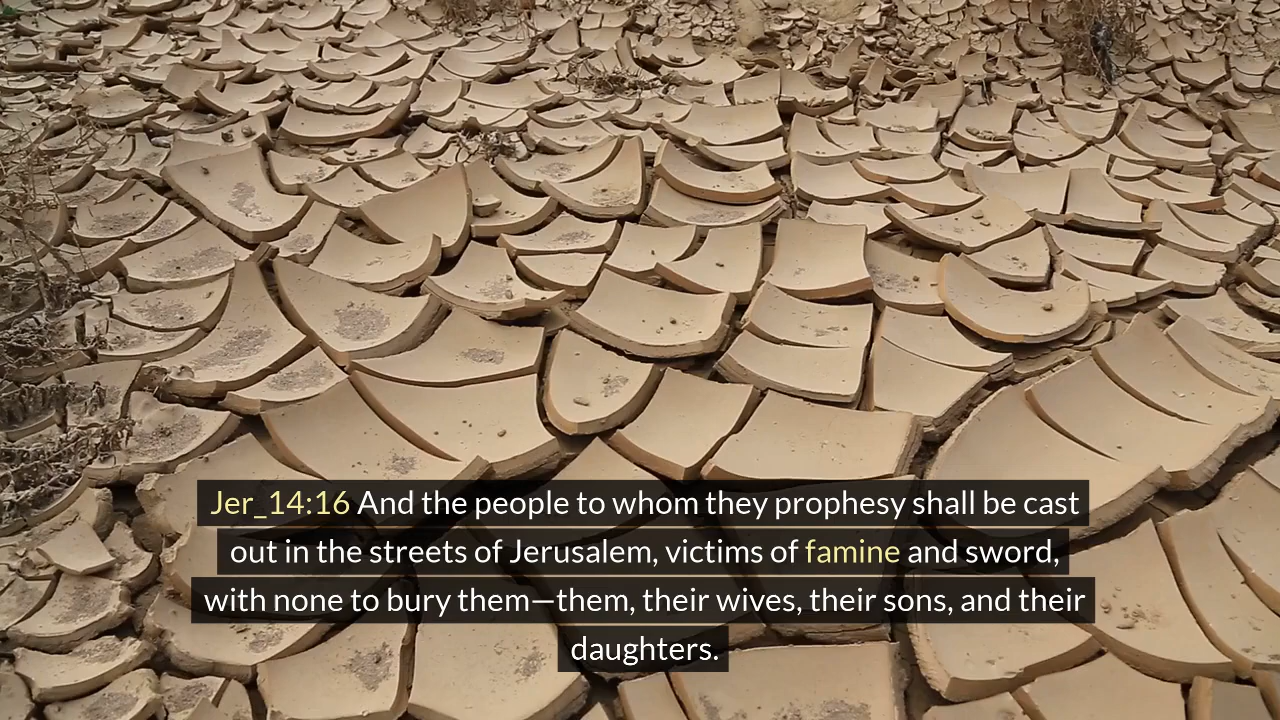 Jer_14:16 And the people to whom they prophesy shall be cast
out in the streets of Jerusalem, victims of famine and sword,
with none to bury them—them, their wives, their sons, and their
daughters.